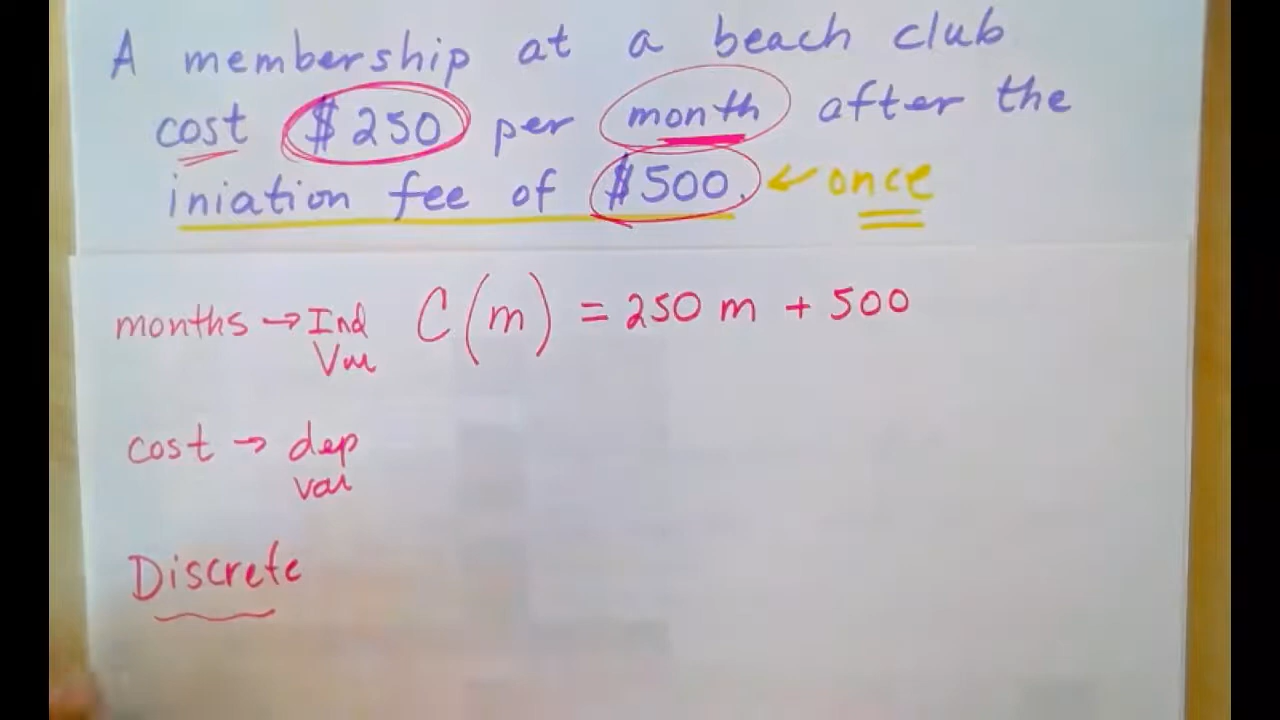 A membership at a beach club
cost $250 per month after the
iniation fee of $500. ← once
months → Ind C(m) = 250 m + 500
Var
cost → dep
var
Discrete